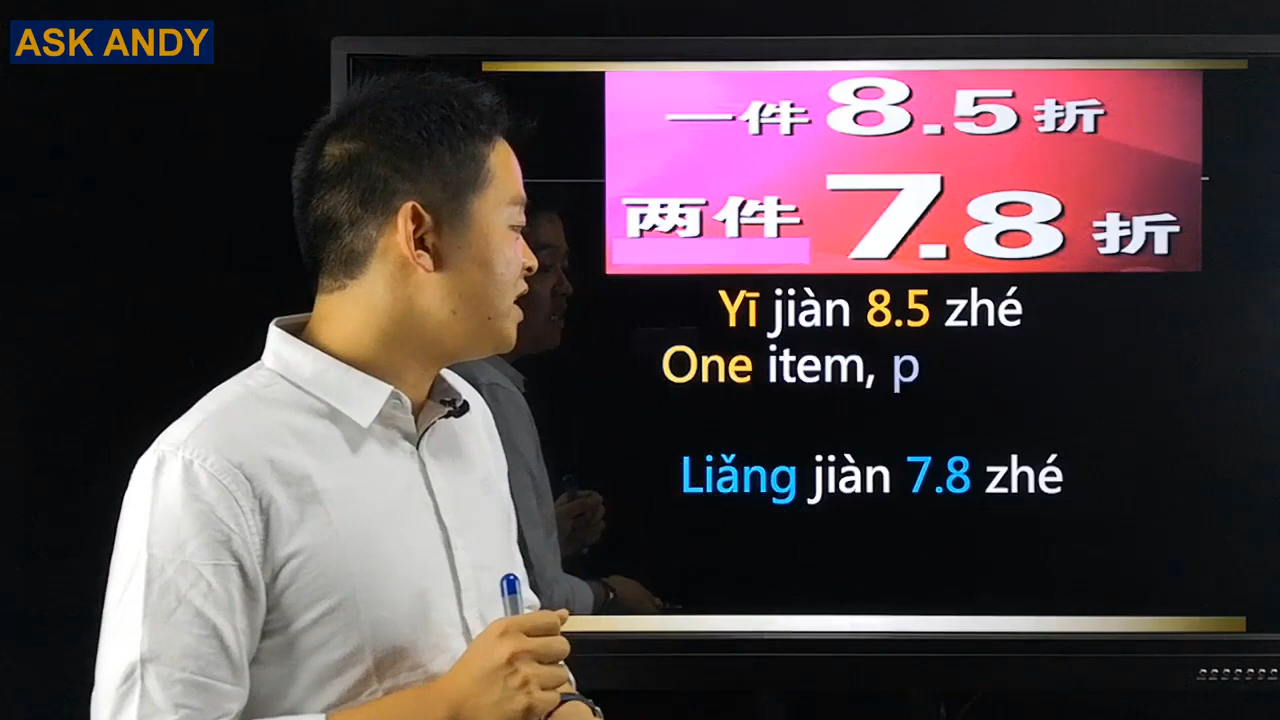 ASK ANDY
一件8.5折
两件7.8折
Yī jiàn 8.5 zhé
One item, p
Liǎng jiàn 7.8 zhé